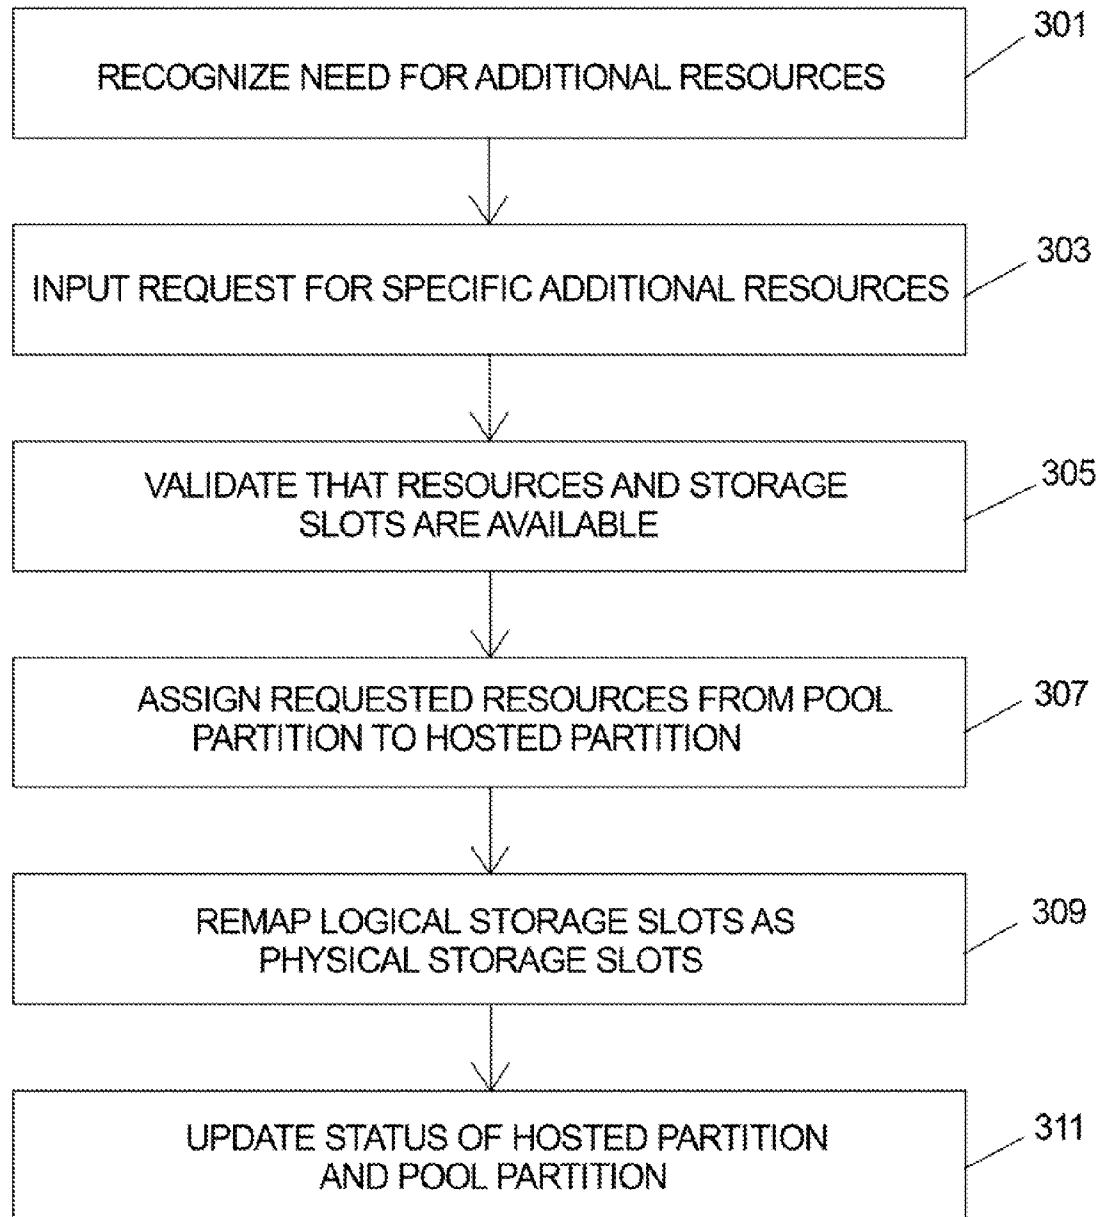 301
RECOGNIZE NEED FOR ADDITIONAL RESOURCES
303
INPUT REQUEST FOR SPECIFIC ADDITIONAL RESOURCES
305
VALIDATE THAT RESOURCES AND STORAGE
SLOTS ARE AVAILABLE
307
ASSIGN REQUESTED RESOURCES FROM POOL
PARTITION TO HOSTED PARTITION
309
REMAP LOGICAL STORAGE SLOTS AS
PHYSICAL STORAGE SLOTS
311
UPDATE STATUS OF HOSTED PARTITION
AND POOL PARTITION